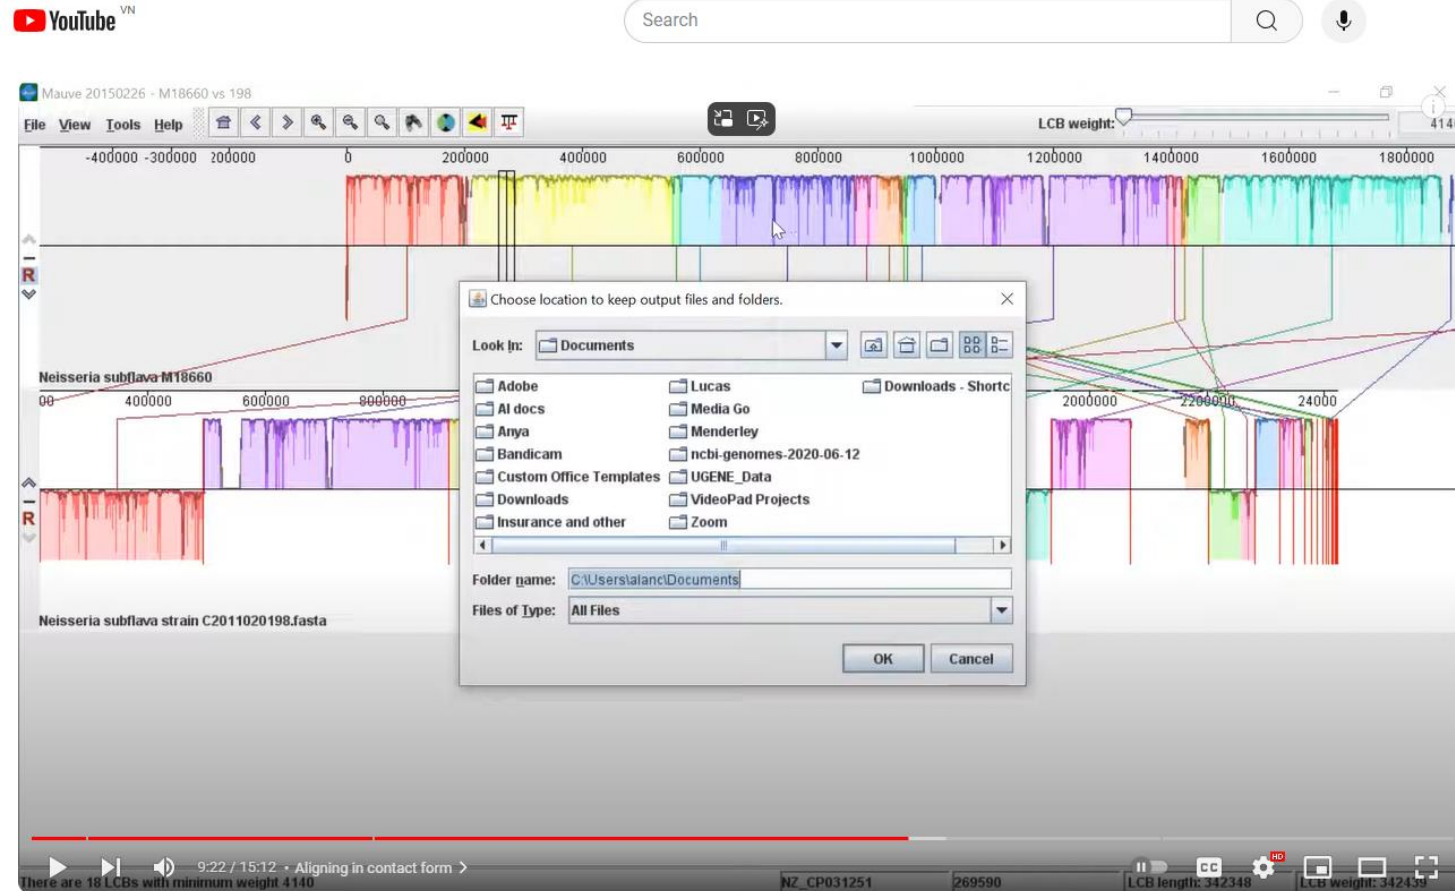 YouTube VN
Search
Mauve 20150226 - M18660 vs 198
File View Tools Help
LCB weight:
-400000 -300000 200000 0 200000 400000 600000 800000 1000000 1200000 1400000 1600000 1800000
R
Neisseria subflava M18660
00 400000 600000 800000 2000000 2200000 24000
R
Neisseria subflava strain C2011020198.fasta
Choose location to keep output files and folders.
Look In: Documents
Adobe Lucas Downloads - Shortc
AI docs Media Go
Anya Menderley
Bandicam ncbi-genomes-2020-06-12
Custom Office Templates UGENE_Data
Downloads VideoPad Projects
Insurance and other Zoom
Folder name: C:\Users\alanc\Documents
Files of Type: All Files
OK Cancel
9:22 / 15:12 • Aligning in contact form
CC HD
There are 18 LCBs with minimum weight 4140 NZ_CP031251 269590 LCB length: 342348 LCB weight: 342439